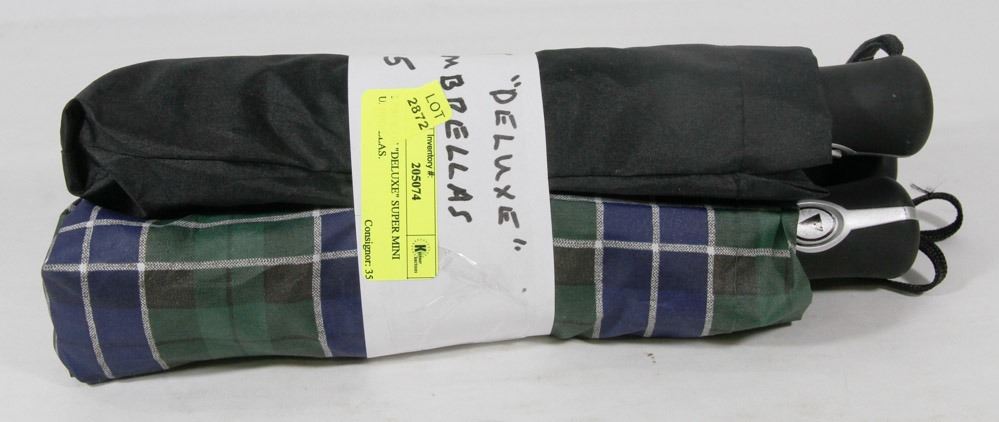 "DELUXE"
MBRELLAS
5
LOT
2872
Inventory #:
205074
"DELUXE" SUPER MINI
Consignor: 35